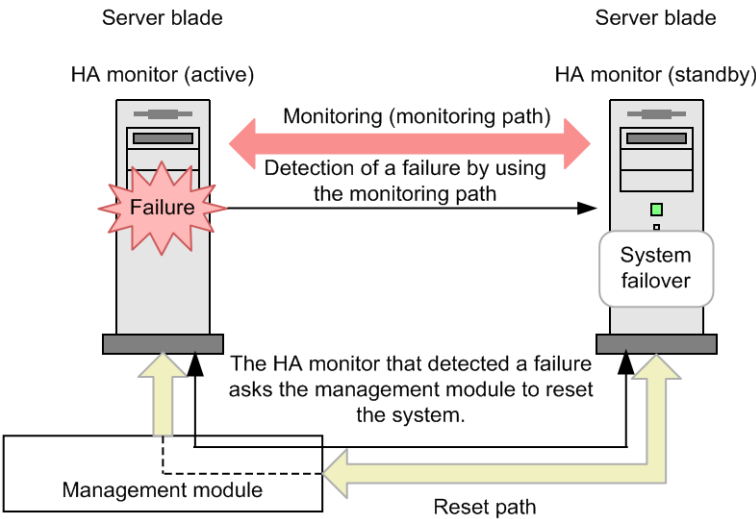 Server blade
Server blade
HA monitor (active)
HA monitor (standby)
Monitoring (monitoring path)
Detection of a failure by using
the monitoring path
Failure
System
failover
The HA monitor that detected a failure
asks the management module to reset
the system.
Management module
Reset path